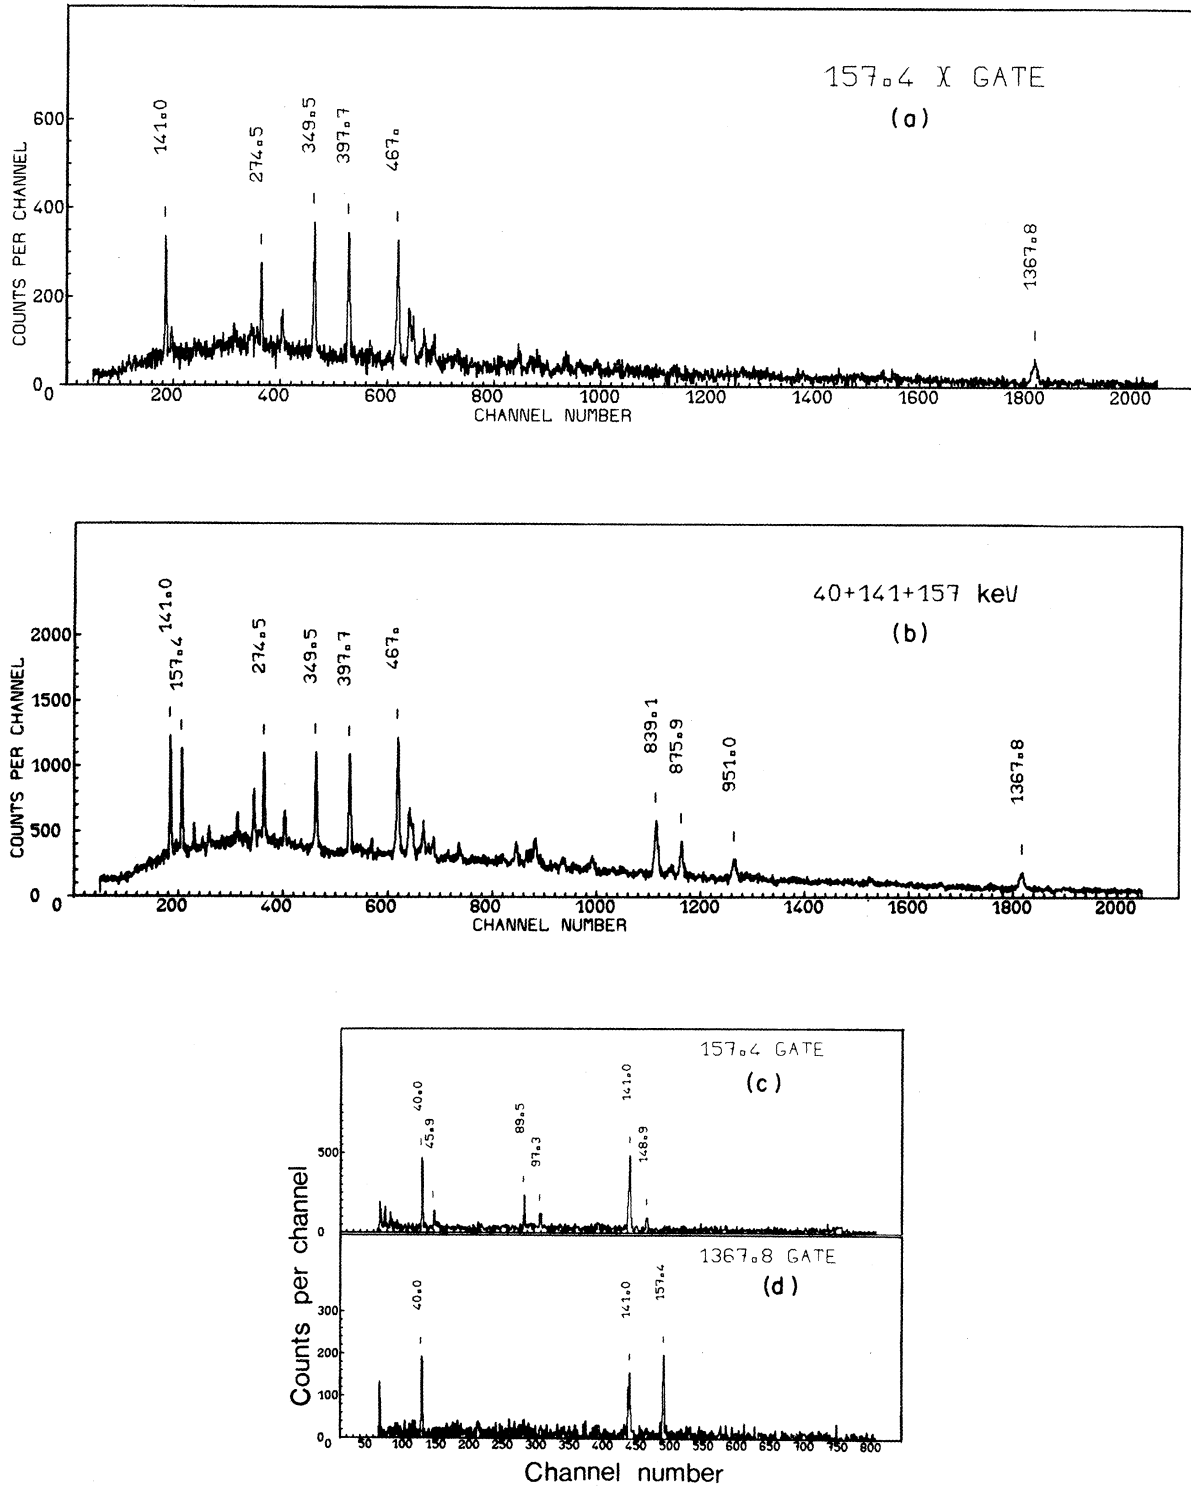 157.4 X GATE
(a)
141.0
274.5
349.5
397.7
467.
1367.8
COUNTS PER CHANNEL
600
400
200
0
0 200 400 600 800 1000 1200 1400 1600 1800 2000
CHANNEL NUMBER
40+141+157 keV
(b)
141.0
157.4
274.5
349.5
397.7
467.
839.1
875.9
951.0
1367.8
COUNTS PER CHANNEL
2000
1500
1000
500
0
0 200 400 600 800 1000 1200 1400 1600 1800 2000
CHANNEL NUMBER
157.4 GATE
(c)
40.0
45.9
89.5
97.3
141.0
148.9
500
0
1367.8 GATE
(d)
40.0
141.0
157.4
300
200
100
0
0 50 100 150 200 250 300 350 400 450 500 550 600 650 700 750 800
Counts per channel
Channel number